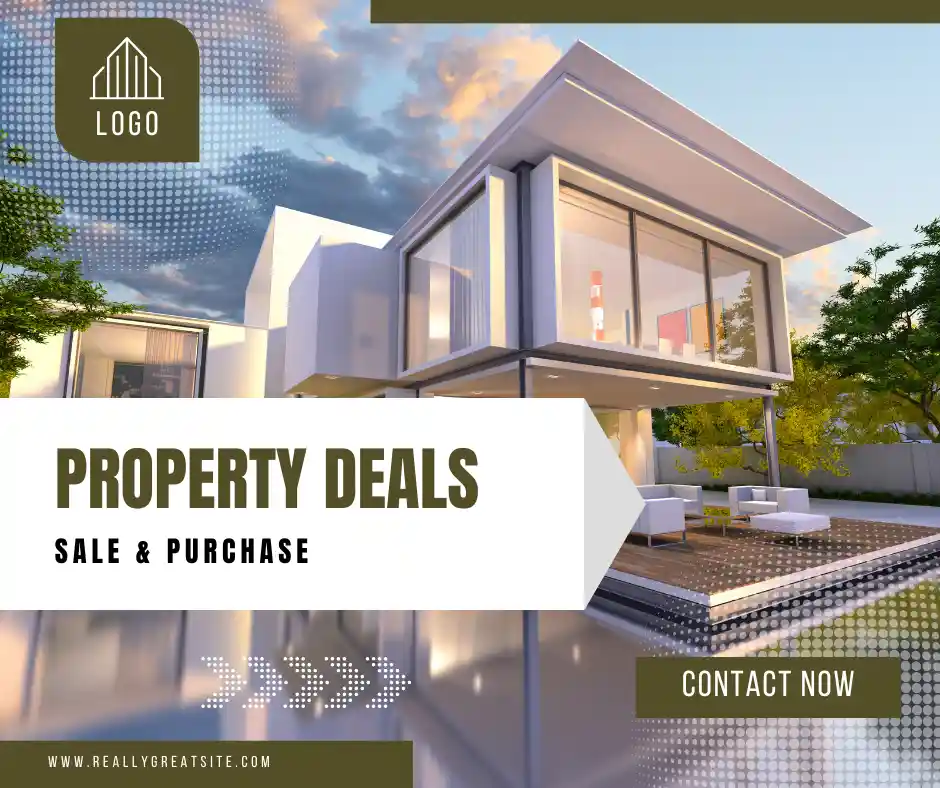 LOGO
PROPERTY DEALS
SALE & PURCHASE
CONTACT NOW
WWW.REALLYGREATSITE.COM